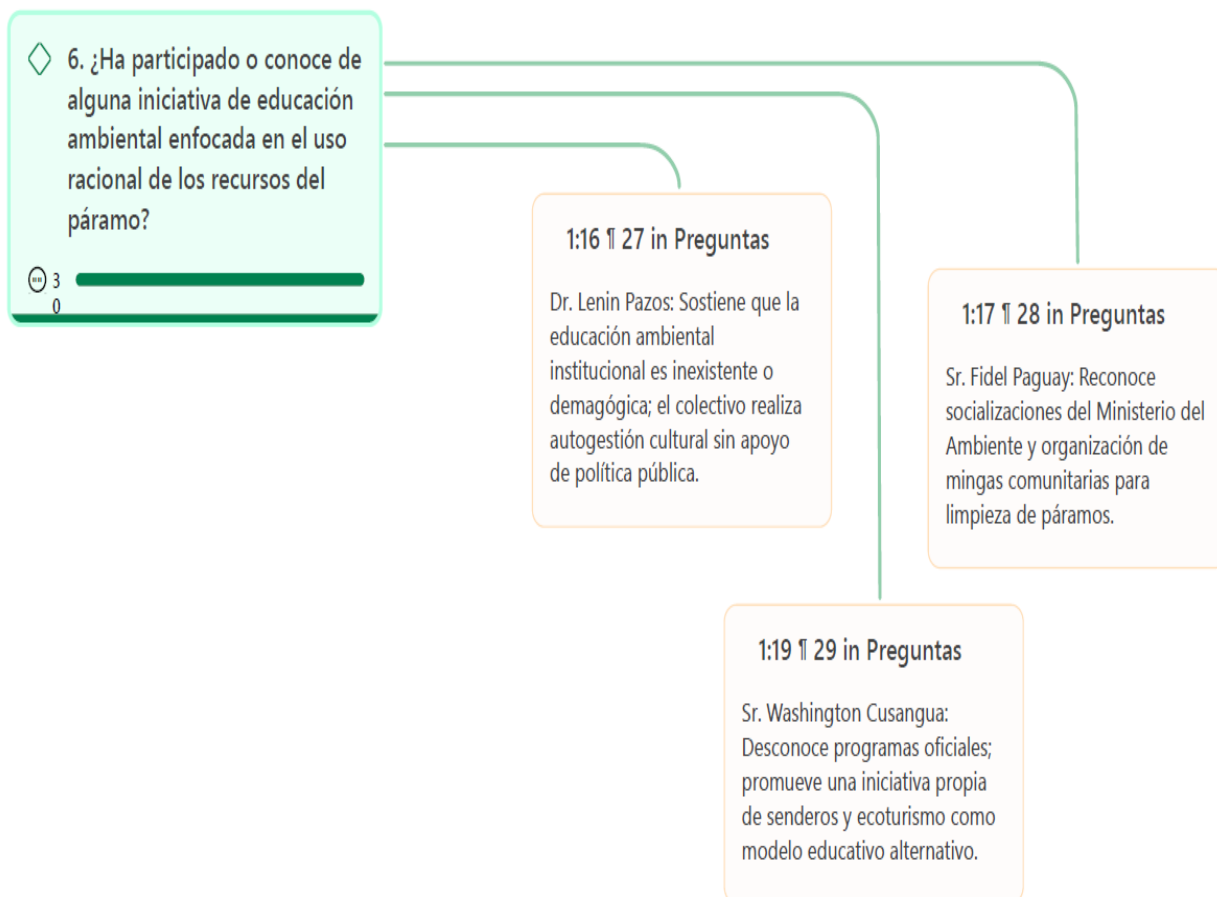 6. ¿Ha participado o conoce de
alguna iniciativa de educación
ambiental enfocada en el uso
racional de los recursos del
páramo?
3
0
1:16 ¶ 27 in Preguntas
Dr. Lenin Pazos: Sostiene que la
educación ambiental
institucional es inexistente o
demagógica; el colectivo realiza
autogestión cultural sin apoyo
de política pública.
1:17 ¶ 28 in Preguntas
Sr. Fidel Paguay: Reconoce
socializaciones del Ministerio del
Ambiente y organización de
mingas comunitarias para
limpieza de páramos.
1:19 ¶ 29 in Preguntas
Sr. Washington Cusangua:
Desconoce programas oficiales;
promueve una iniciativa propia
de senderos y ecoturismo como
modelo educativo alternativo.